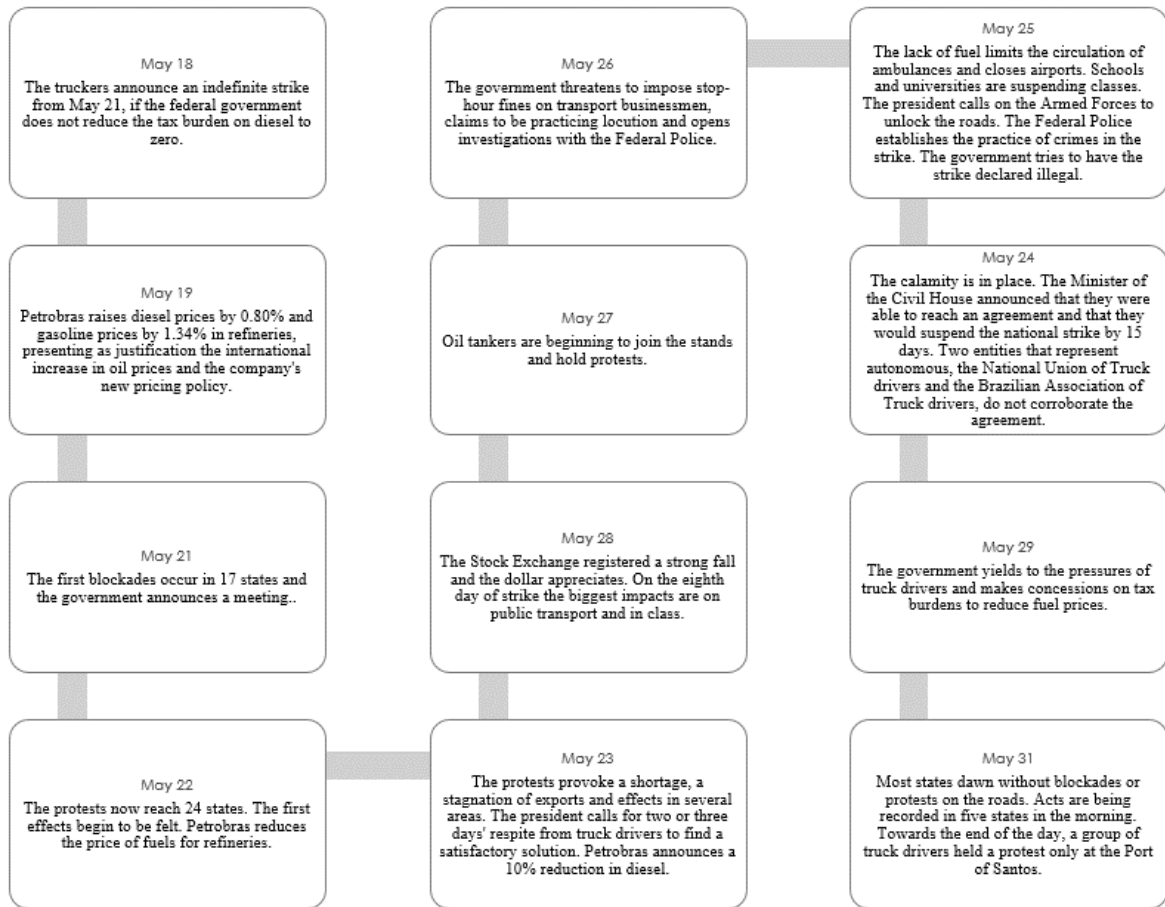 May 18
The truckers announce an indefinite strike
from May 21, if the federal government
does not reduce the tax burden on diesel to
zero.
May 19
Petrobras raises diesel prices by 0.80% and
gasoline prices by 1.34% in refineries,
presenting as justification the international
increase in oil prices and the company's
new pricing policy.
May 21
The first blockades occur in 17 states and
the government announces a meeting..
May 22
The protests now reach 24 states. The first
effects begin to be felt. Petrobras reduces
the price of fuels for refineries.
May 23
The protests provoke a shortage, a
stagnation of exports and effects in several
areas. The president calls for two or three
days' respite from truck drivers to find a
satisfactory solution. Petrobras announces a
10% reduction in diesel.
May 28
The Stock Exchange registered a strong fall
and the dollar appreciates. On the eighth
day of strike the biggest impacts are on
public transport and in class.
May 27
Oil tankers are beginning to join the stands
and hold protests.
May 26
The government threatens to impose stop-
hour fines on transport businessmen,
claims to be practicing locution and opens
investigations with the Federal Police.
May 25
The lack of fuel limits the circulation of
ambulances and closes airports. Schools
and universities are suspending classes.
The president calls on the Armed Forces to
unlock the roads. The Federal Police
establishes the practice of crimes in the
strike. The government tries to have the
strike declared illegal.
May 24
The calamity is in place. The Minister of
the Civil House announced that they were
able to reach an agreement and that they
would suspend the national strike by 15
days. Two entities that represent
autonomous, the National Union of Truck
drivers and the Brazilian Association of
Truck drivers, do not corroborate the
agreement.
May 29
The government yields to the pressures of
truck drivers and makes concessions on tax
burdens to reduce fuel prices.
May 31
Most states dawn without blockades or
protests on the roads. Acts are being
recorded in five states in the morning.
Towards the end of the day, a group of
truck drivers held a protest only at the Port
of Santos.